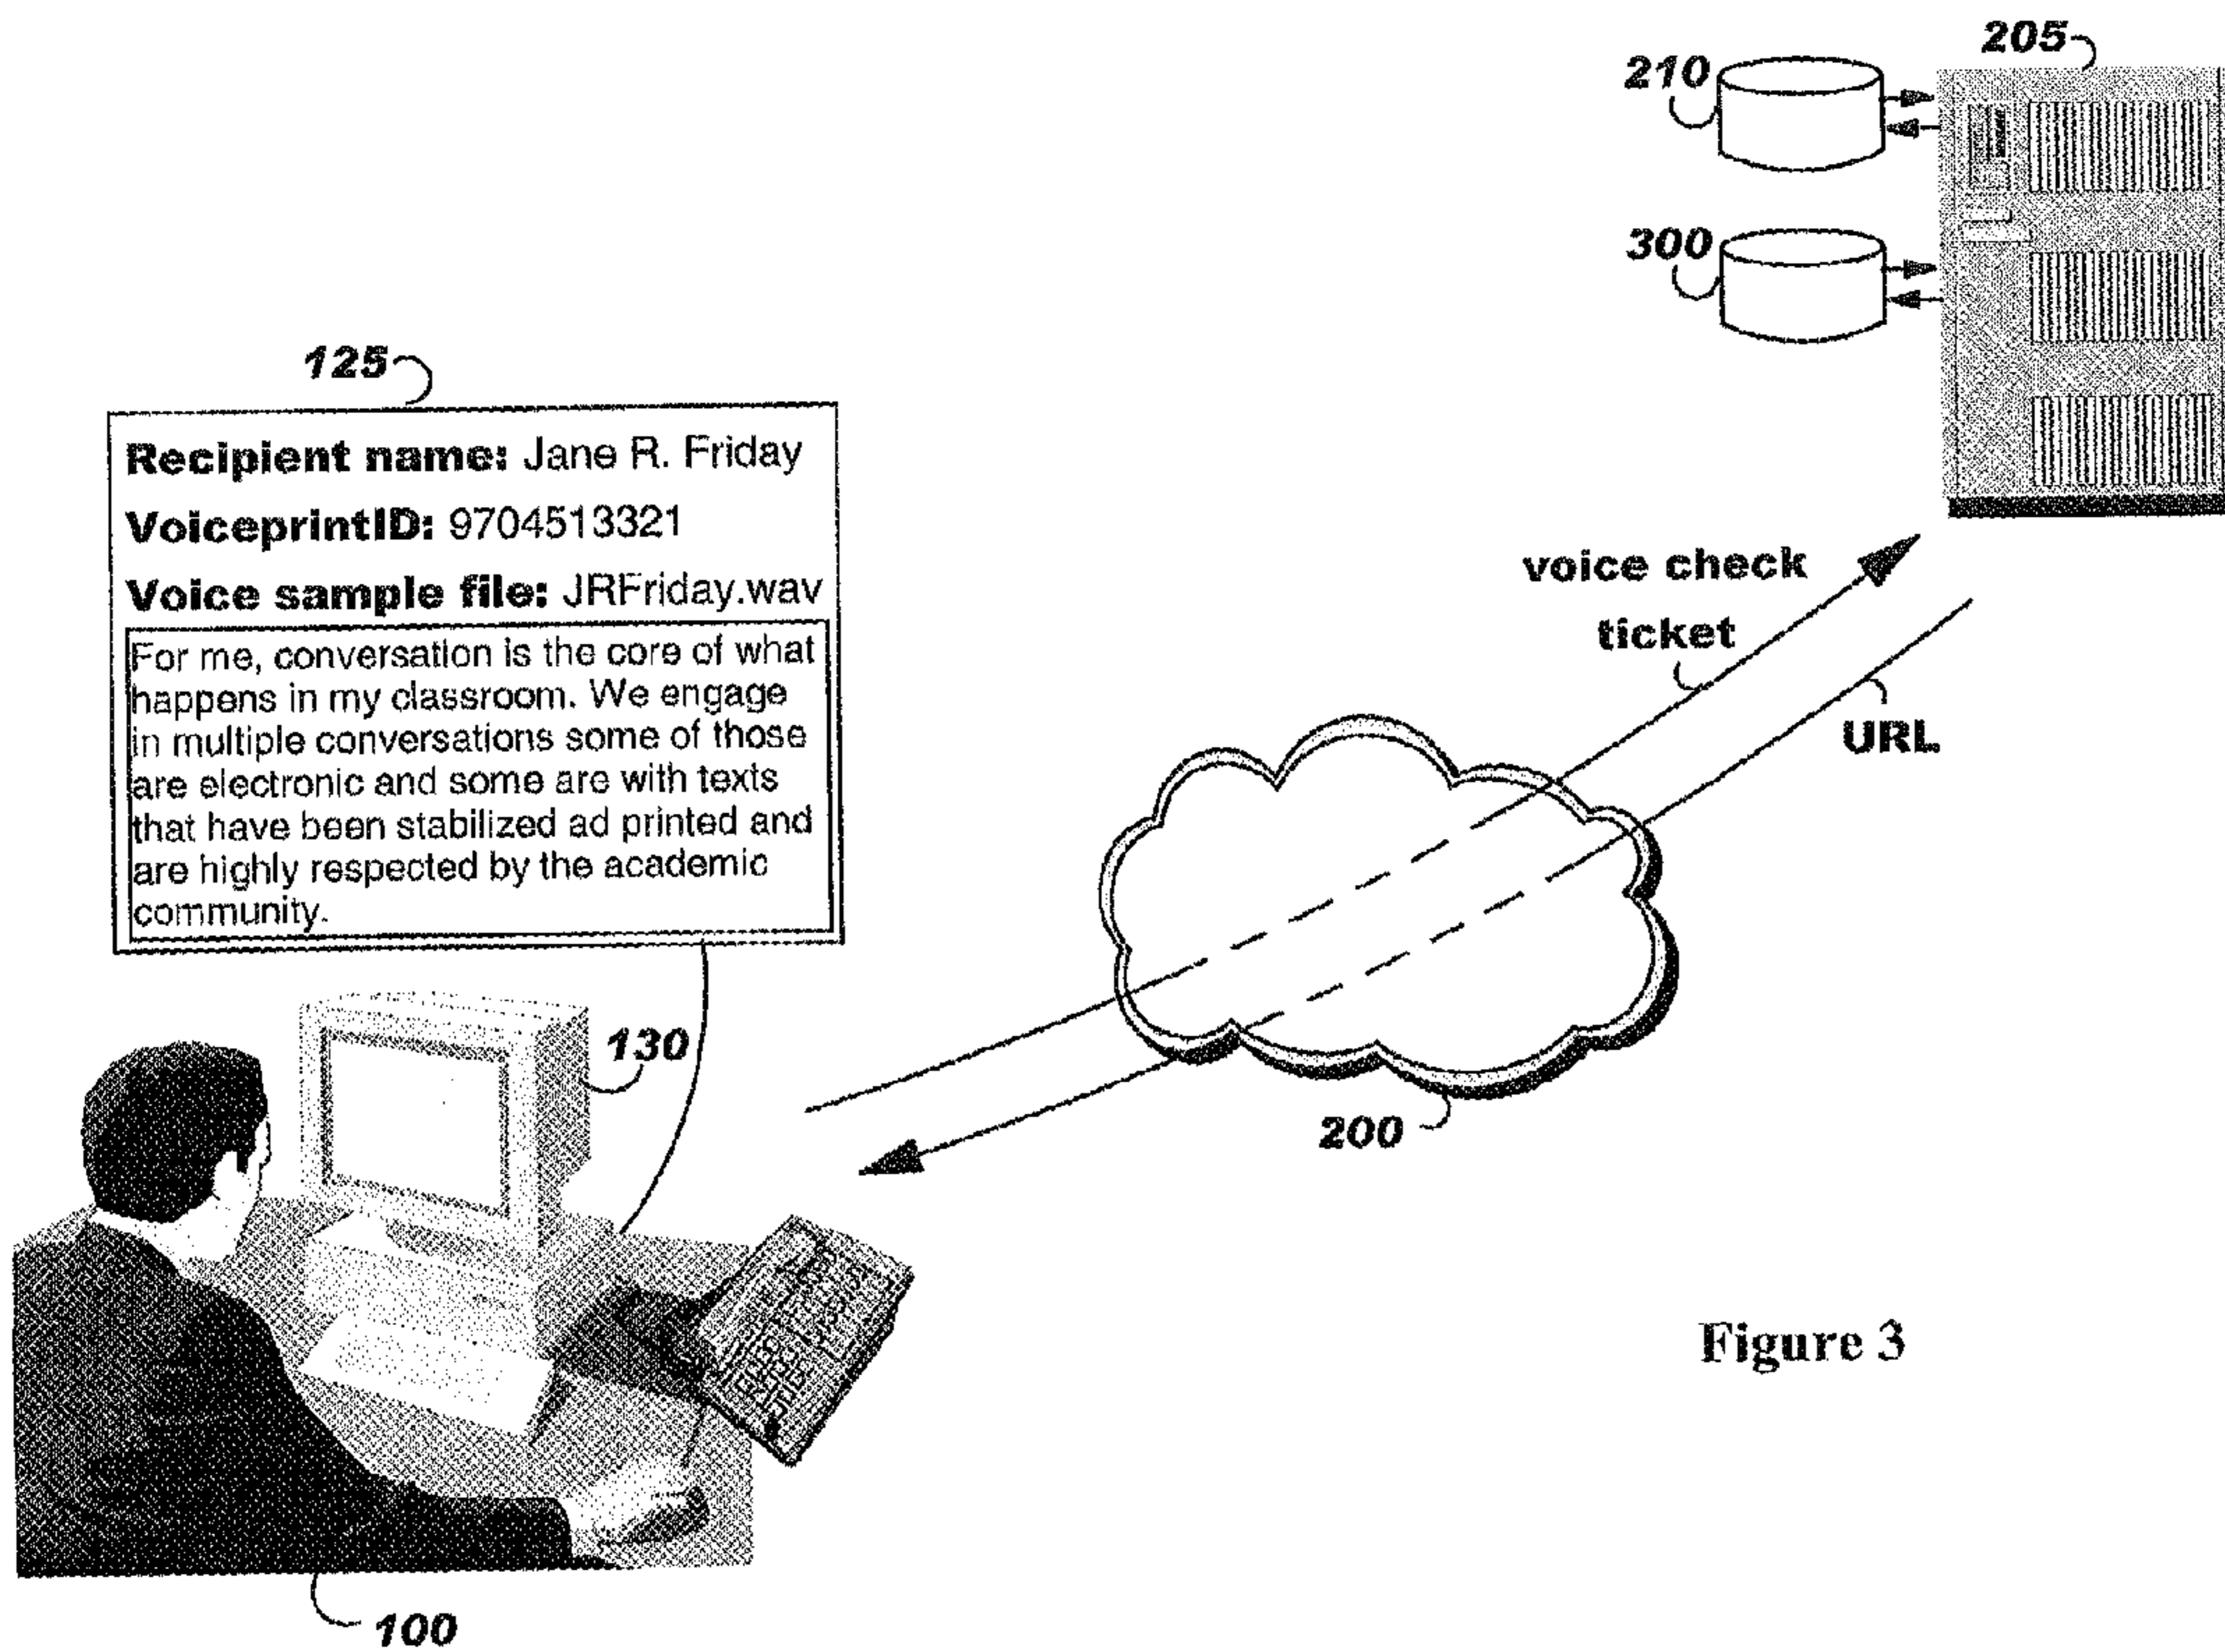 205
210
300
125
Recipient name: Jane R. Friday
VoiceprintID: 9704513321
Voice sample file: JRFriday.wav
For me, conversation is the core of what
happens in my classroom. We engage
in multiple conversations some of those
are electronic and some are with texts
that have been stabilized ad printed and
are highly respected by the academic
community.
voice check
ticket
URL
130
200
Figure 3
100